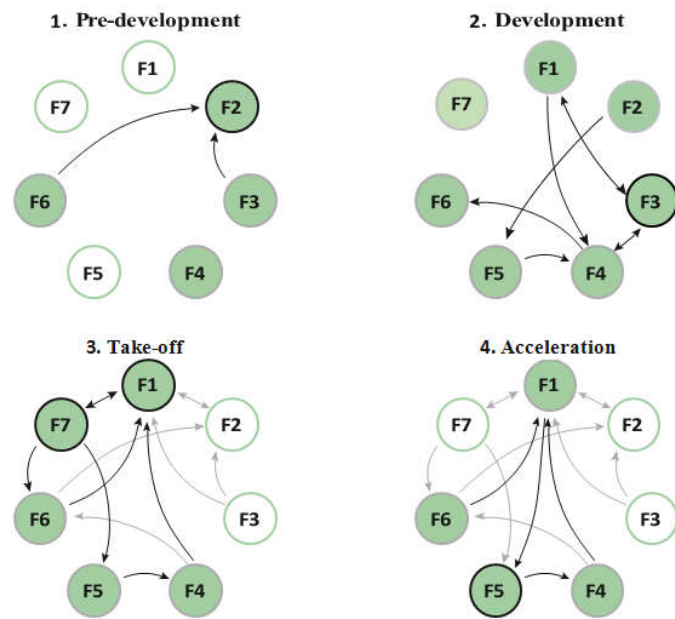 1. Pre-development
F1
F7
F2
F6
F3
F5
F4
2. Development
F1
F7
F2
F6
F3
F5
F4
3. Take-off
F1
F7
F2
F6
F3
F5
F4
4. Acceleration
F1
F7
F2
F6
F3
F5
F4